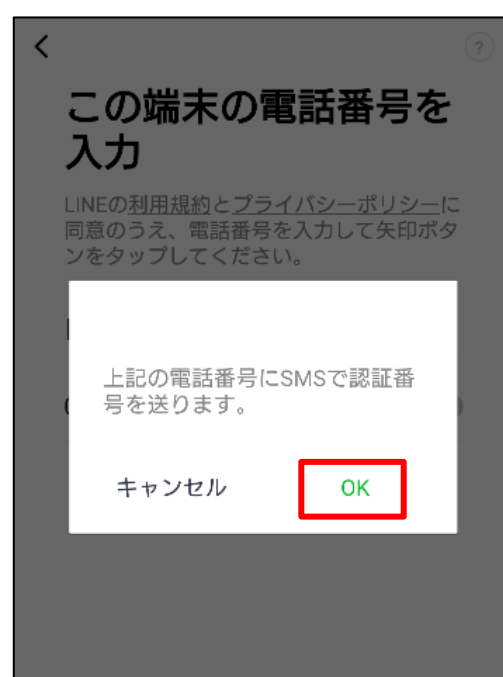 ?
この端末の電話番号を
入力
LINEの利用規約とプライバシーポリシーに
同意のうえ、電話番号を入力して矢印ボタ
ンをタップしてください。
上記の電話番号にSMSで認証番
号を送ります。
キャンセル OK